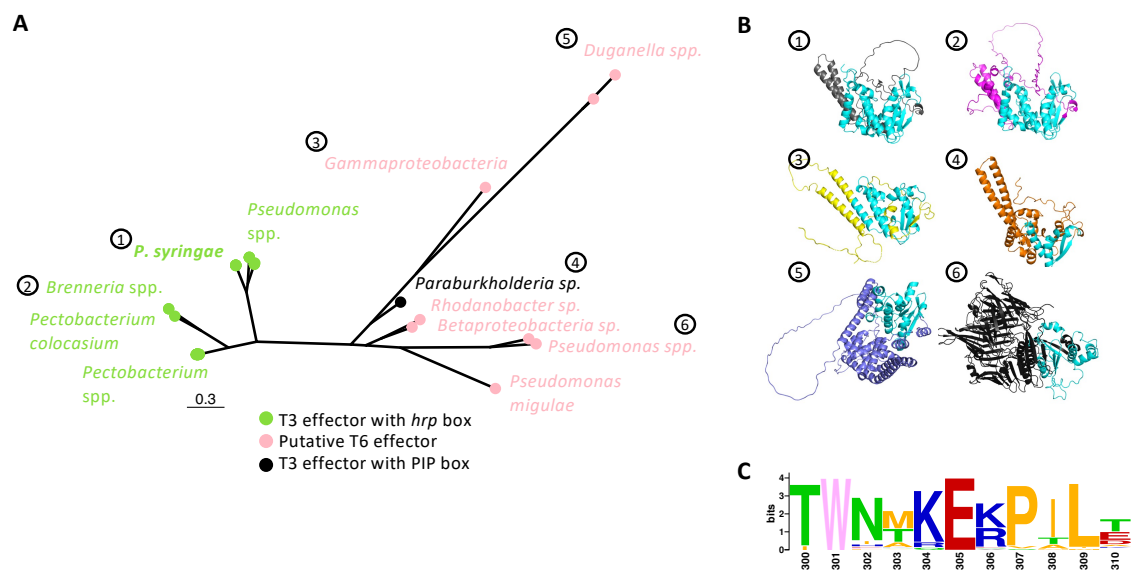 A
5
Duganella spp.
3
Gammaproteobacteria
Pseudomonas
spp.
1
P. syringae
2
Brenneria spp.
Pectobacterium
colocasium
Pectobacterium
spp.
4
Paraburkholderia sp.
Rhodanobacter sp.
Betaproteobacteria sp.
6
Pseudomonas spp.
Pseudomonas
migulae
0.3
T3 effector with hrp box
Putative T6 effector
T3 effector with PIP box
B
1
2
3
4
5
6
C
bits
4
3
2
1
0
T W N M K E K P I L T
T R T E
300 301 302 303 304 305 306 307 308 309 310